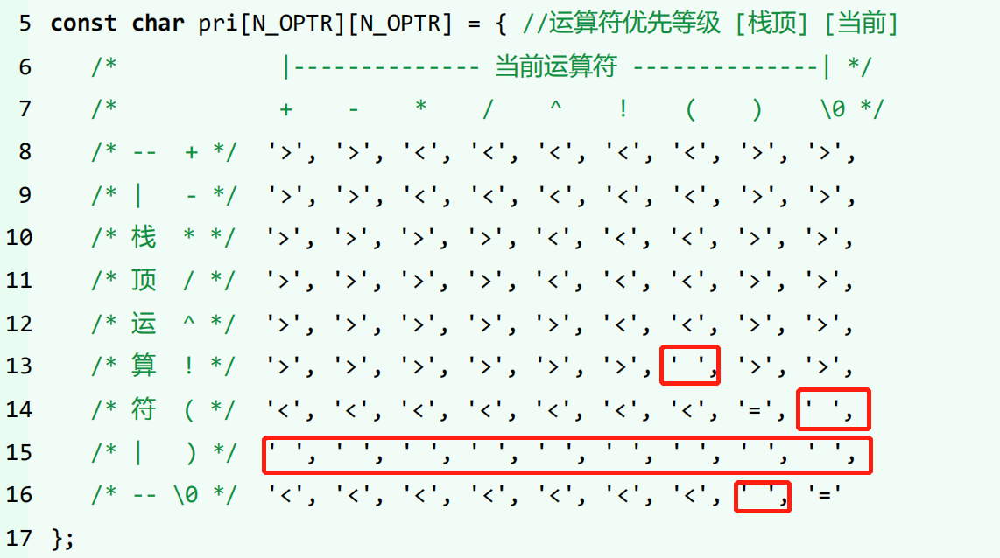 5 const char pri[N_OPTR][N_OPTR] = { //运算符优先等级 [栈顶] [当前]
6 /* |-------------- 当前运算符 --------------| */
7 /* + - * / ^ ! ( ) \0 */
8 /* -- + */ '>', '>', '<', '<', '<', '<', '<', '>', '>',
9 /* | - */ '>', '>', '<', '<', '<', '<', '<', '>', '>',
10 /* 栈 * */ '>', '>', '>', '>', '<', '<', '<', '>', '>',
11 /* 顶 / */ '>', '>', '>', '>', '<', '<', '<', '>', '>',
12 /* 运 ^ */ '>', '>', '>', '>', '>', '<', '<', '>', '>',
13 /* 算 ! */ '>', '>', '>', '>', '>', '>', ' ', '>', '>',
14 /* 符 ( */ '<', '<', '<', '<', '<', '<', '<', '=', ' ',
15 /* | ) */ ' ', ' ', ' ', ' ', ' ', ' ', ' ', ' ', ' ',
16 /* -- \0 */ '<', '<', '<', '<', '<', '<', '<', ' ', '='
17 };